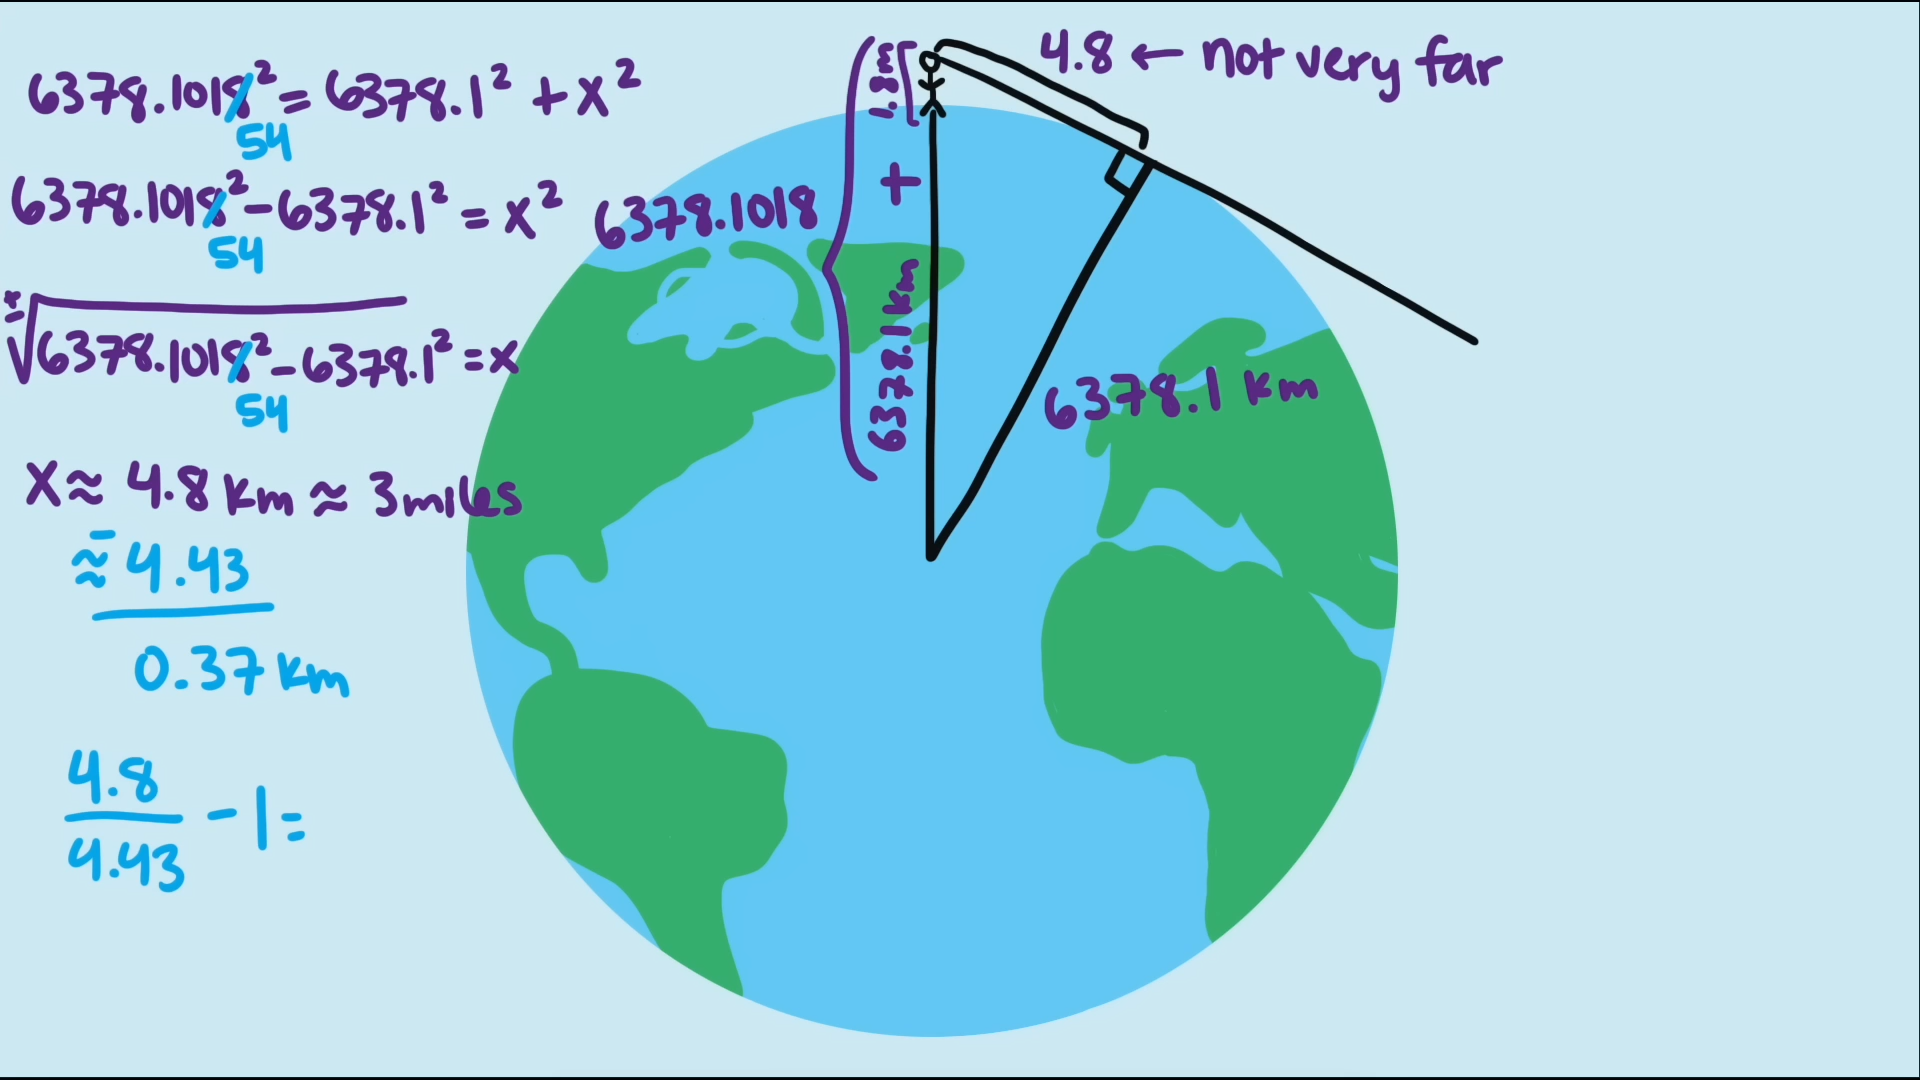 6378.1018² = 6378.1² + x²
54
6378.1018² - 6378.1² = x²
54
±√6378.1018² - 6378.1² = x
54
x ≈ 4.8 km ≈ 3 miles
- ≈ 4.43
0.37 km
4.8
4.43
- 1 =
4.8 ← not very far
1.8m
+
6378.1 km
6378.1018
6378.1 km